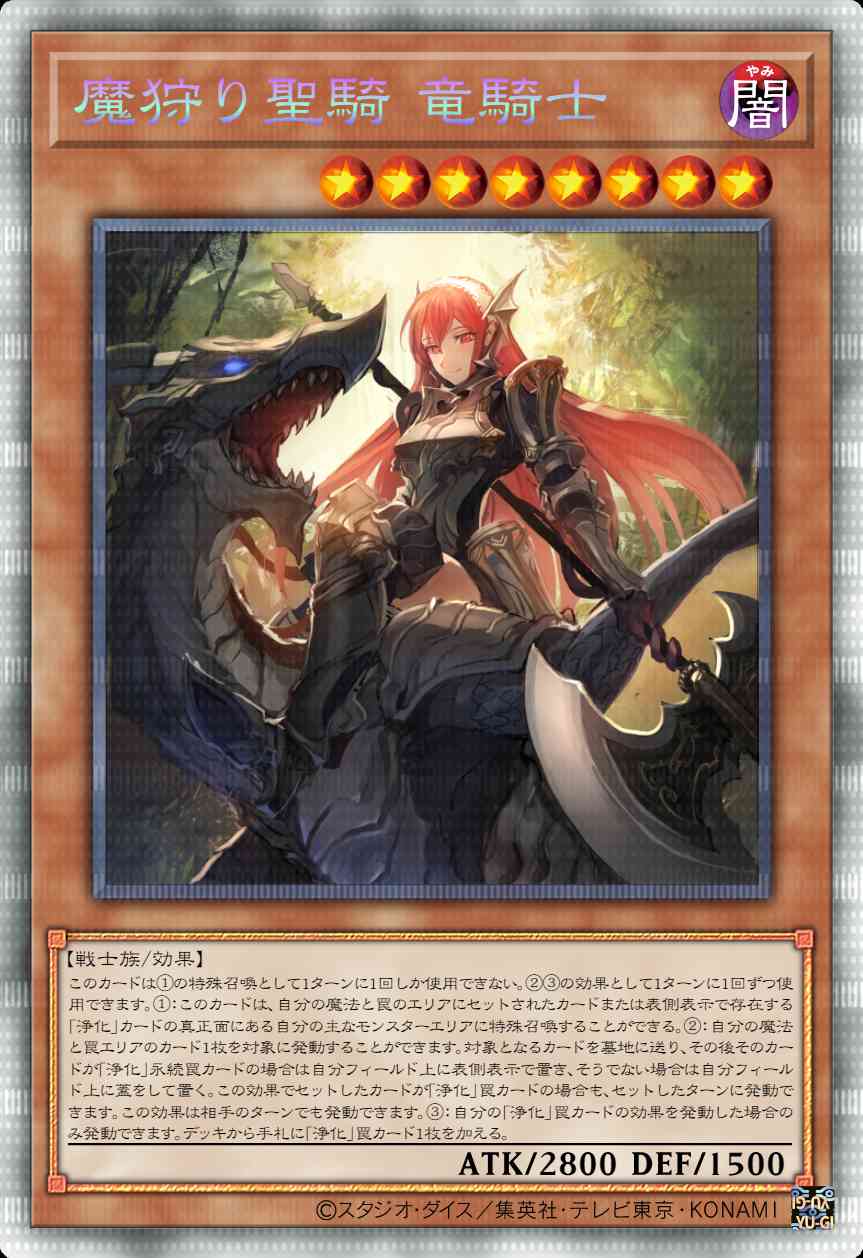 魔狩り聖騎 竜騎士
やみ
闇
【戦士族/効果】
このカードは①の特殊召喚として1ターンに1回しか使用できない。②③の効果として1ターンに1回ずつ使
用できます。①:このカードは、自分の魔法と罠のエリアにセットされたカードまたは表側表示で存在する
「浄化」カードの真正面にある自分の主なモンスターエリアに特殊召喚することができる。②:自分の魔法
と罠エリアのカード1枚を対象に発動することができます。対象となるカードを墓地に送り、その後そのカー
ドが「浄化」永続罠カードの場合は自分フィールド上に表側表示で置き、そうでない場合は自分フィール
ド上に蓋をして置く。この効果でセットしたカードが「浄化」罠カードの場合も、セットしたターンに発動で
きます。この効果は相手のターンでも発動できます。③:自分の「浄化」罠カードの効果を発動した場合の
み発動できます。デッキから手札に「浄化」罠カード1枚を加える。
ATK/2800 DEF/1500
©スタジオ・ダイス/集英社・テレビ東京・KONAMI
YU-GI